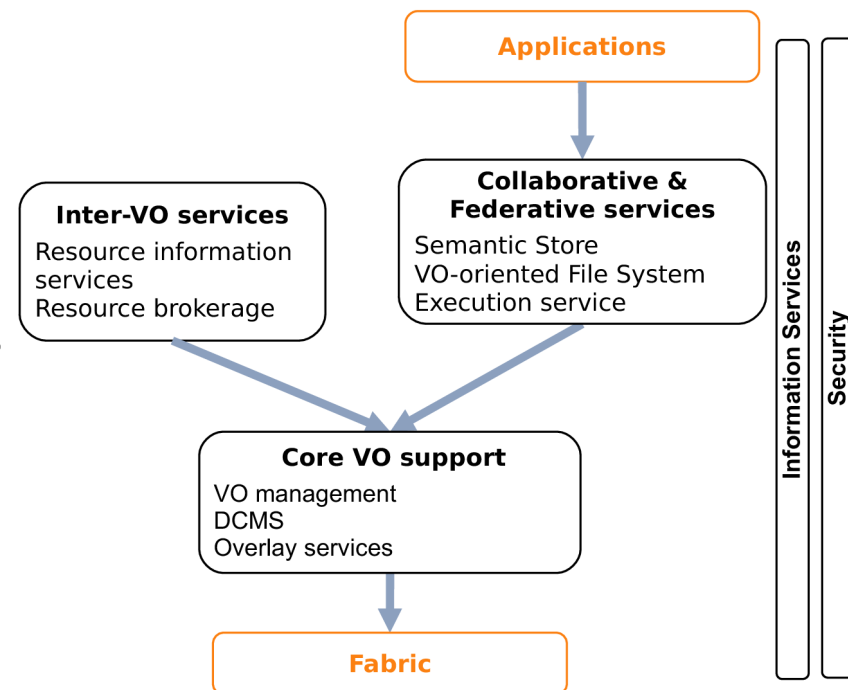 Applications
Collaborative &
Federative services
Semantic Store
VO-oriented File System
Execution service
Inter-VO services
Resource information
services
Resource brokerage
Core VO support
VO management
DCMS
Overlay services
Fabric
Information Services
Security